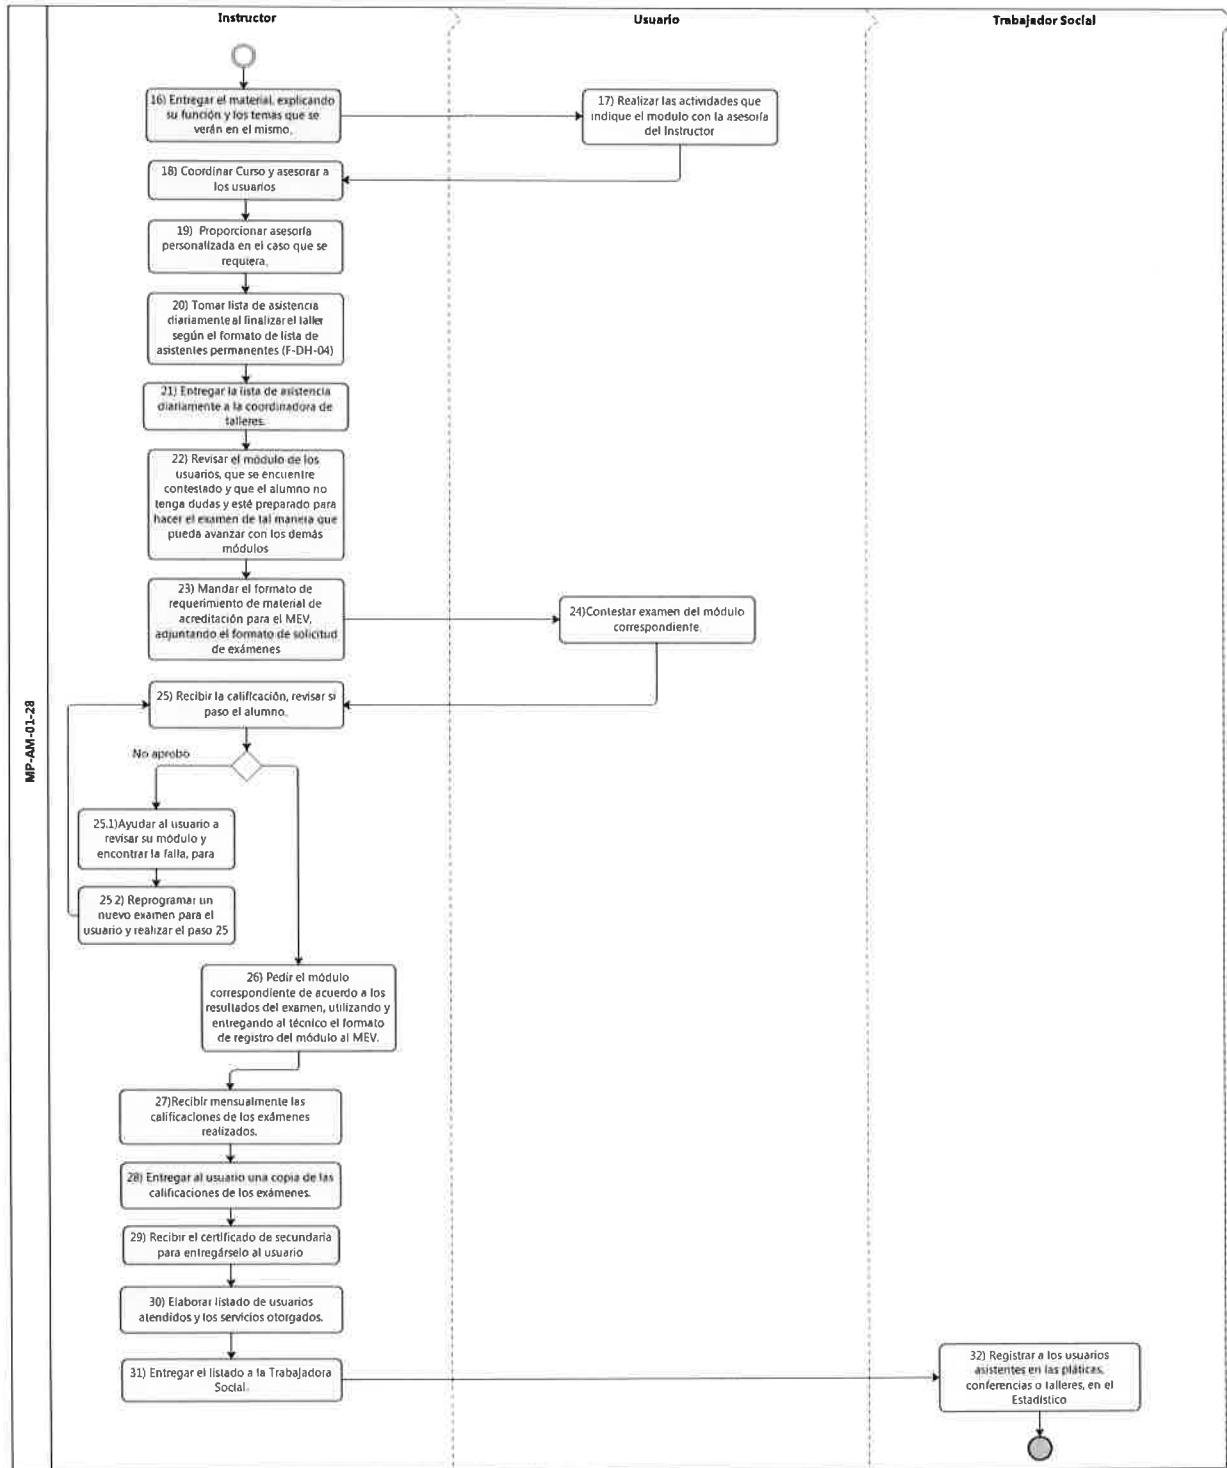 Instructor
Usuario
Trabajador Social
MP-AM-01-28
16) Entregar el material, explicando
su función y los temas que se
verán en el mismo.
17) Realizar las actividades que
indique el modulo con la asesoría
del Instructor
18) Coordinar Curso y asesorar a
los usuarios
19) Proporcionar asesoría
personalizada en el caso que se
requiera.
20) Tomar lista de asistencia
diariamente al finalizar el taller
según el formato de lista de
asistentes permanentes (F-DH-04)
21) Entregar la lista de asistencia
diariamente a la coordinadora de
talleres.
22) Revisar el módulo de los
usuarios, que se encuentre
contestado y que el alumno no
tenga dudas y esté preparado para
hacer el examen de tal manera que
pueda avanzar con los demás
módulos
23) Mandar el formato de
requerimiento de material de
acreditación para el MEV,
adjuntando el formato de solicitud
de exámenes
24)Contestar examen del módulo
correspondiente.
25) Recibir la calificación, revisar si
paso el alumno.
No aprobó
25.1)Ayudar al usuario a
revisar su módulo y
encontrar la falla, para
25.2) Reprogramar un
nuevo examen para el
usuario y realizar el paso 25
26) Pedir el módulo
correspondiente de acuerdo a los
resultados del examen, utilizando y
entregando al técnico el formato
de registro del módulo al MEV.
27)Recibir mensualmente las
calificaciones de los exámenes
realizados.
28) Entregar al usuario una copia de las
calificaciones de los exámenes.
29) Recibir el certificado de secundaria
para entregárselo al usuario
30) Elaborar listado de usuarios
atendidos y los servicios otorgados.
31) Entregar el listado a la Trabajadora
Social.
32) Registrar a los usuarios
asistentes en las pláticas,
conferencias o talleres, en el
Estadístico